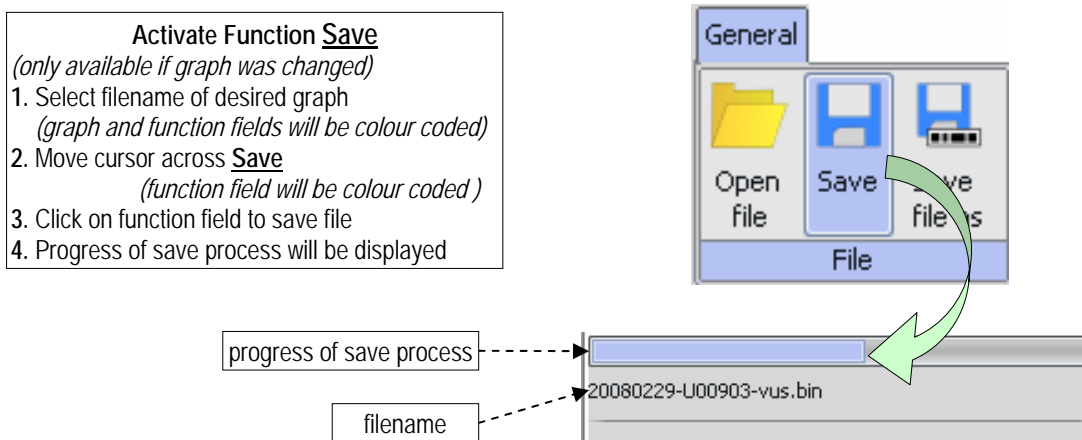 Activate Function Save
(only available if graph was changed)
1. Select filename of desired graph
(graph and function fields will be colour coded)
2. Move cursor across Save
(function field will be colour coded )
3. Click on function field to save file
4. Progress of save process will be displayed
General
Open file
Save
Save file as
File
progress of save process
20080229-U00903-vus.bin
filename